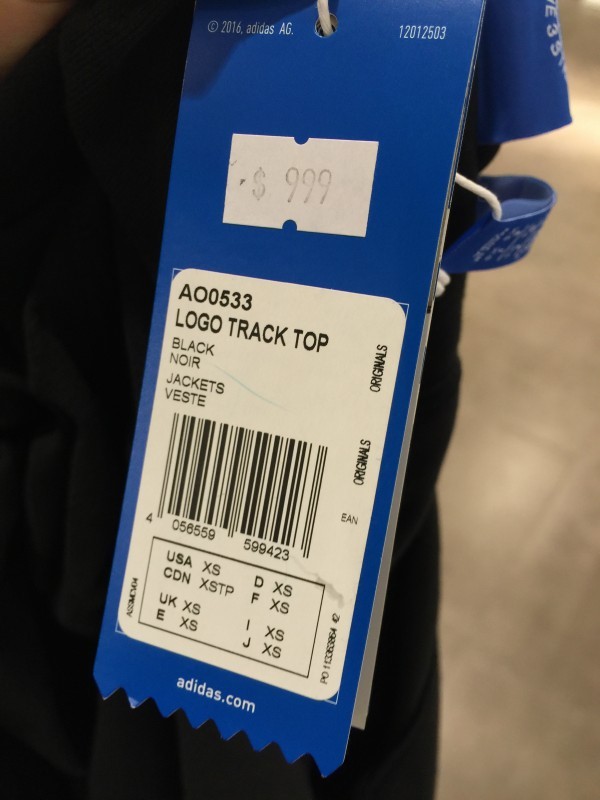 © 2016, adidas AG.
12012503
$ 999
AO0533
LOGO TRACK TOP
BLACK
NOIR
JACKETS
VESTE
ORIGINALS
ORIGINALS
EAN
4 056559 599423
USA XS D XS
CDN XSTP F XS
UK XS I XS
E XS J XS
adidas.com